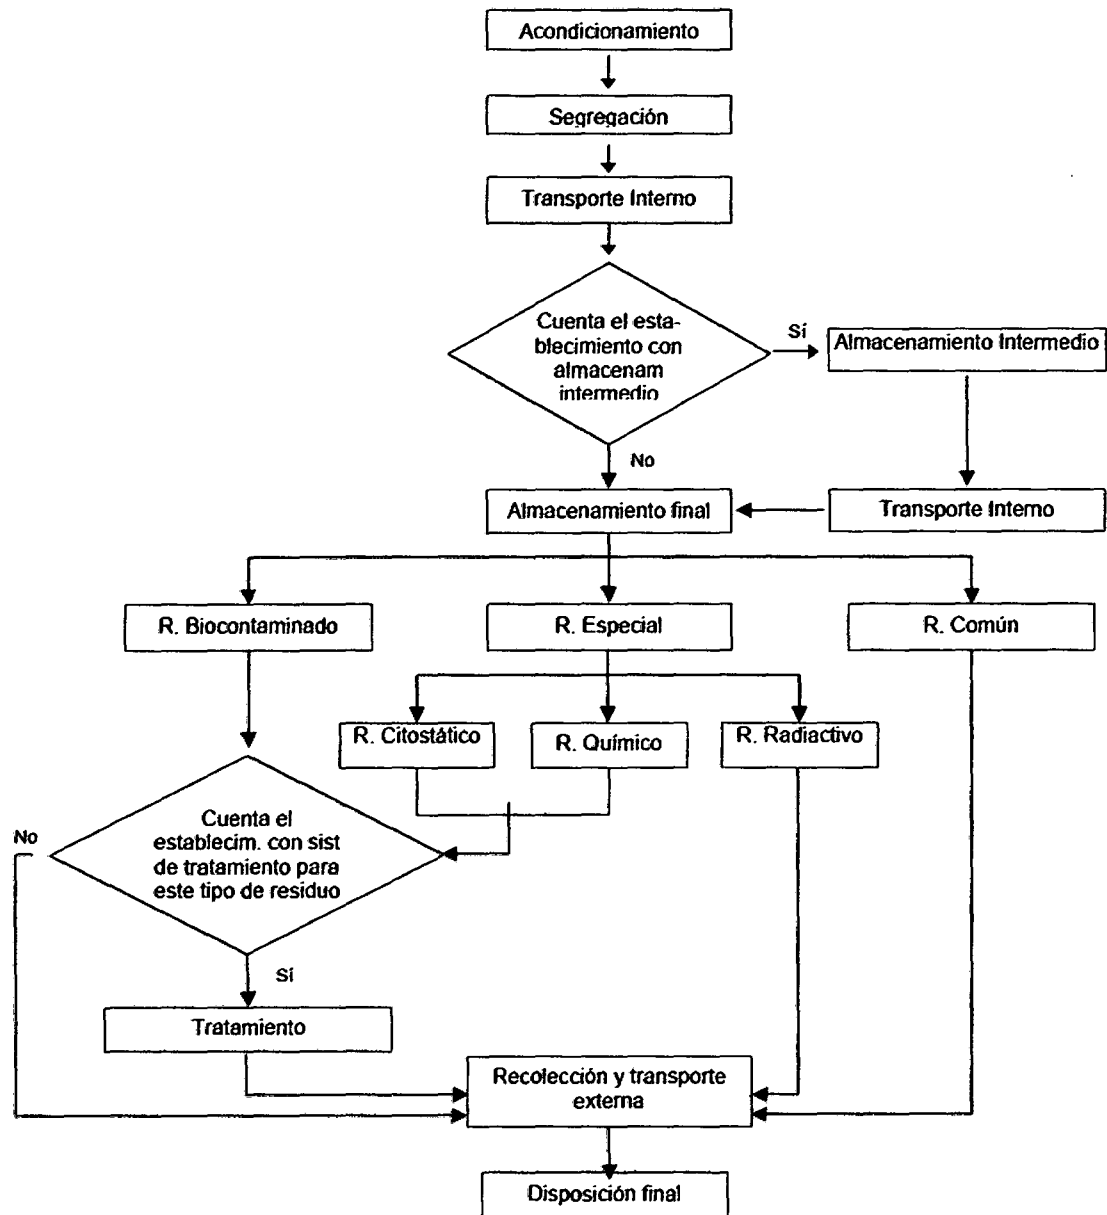 Acondicionamiento
Segregación
Transporte Interno
Cuenta el esta-
blecimiento con
almacenam
intermedio
Sí
Almacenamiento Intermedio
No
Almacenamiento final
Transporte Interno
R. Biocontaminado
R. Especial
R. Común
R. Citostático
R. Químico
R. Radiactivo
No
Cuenta el
establecim. con sist
de tratamiento para
este tipo de residuo
Sí
Tratamiento
Recolección y transporte
externa
Disposición final